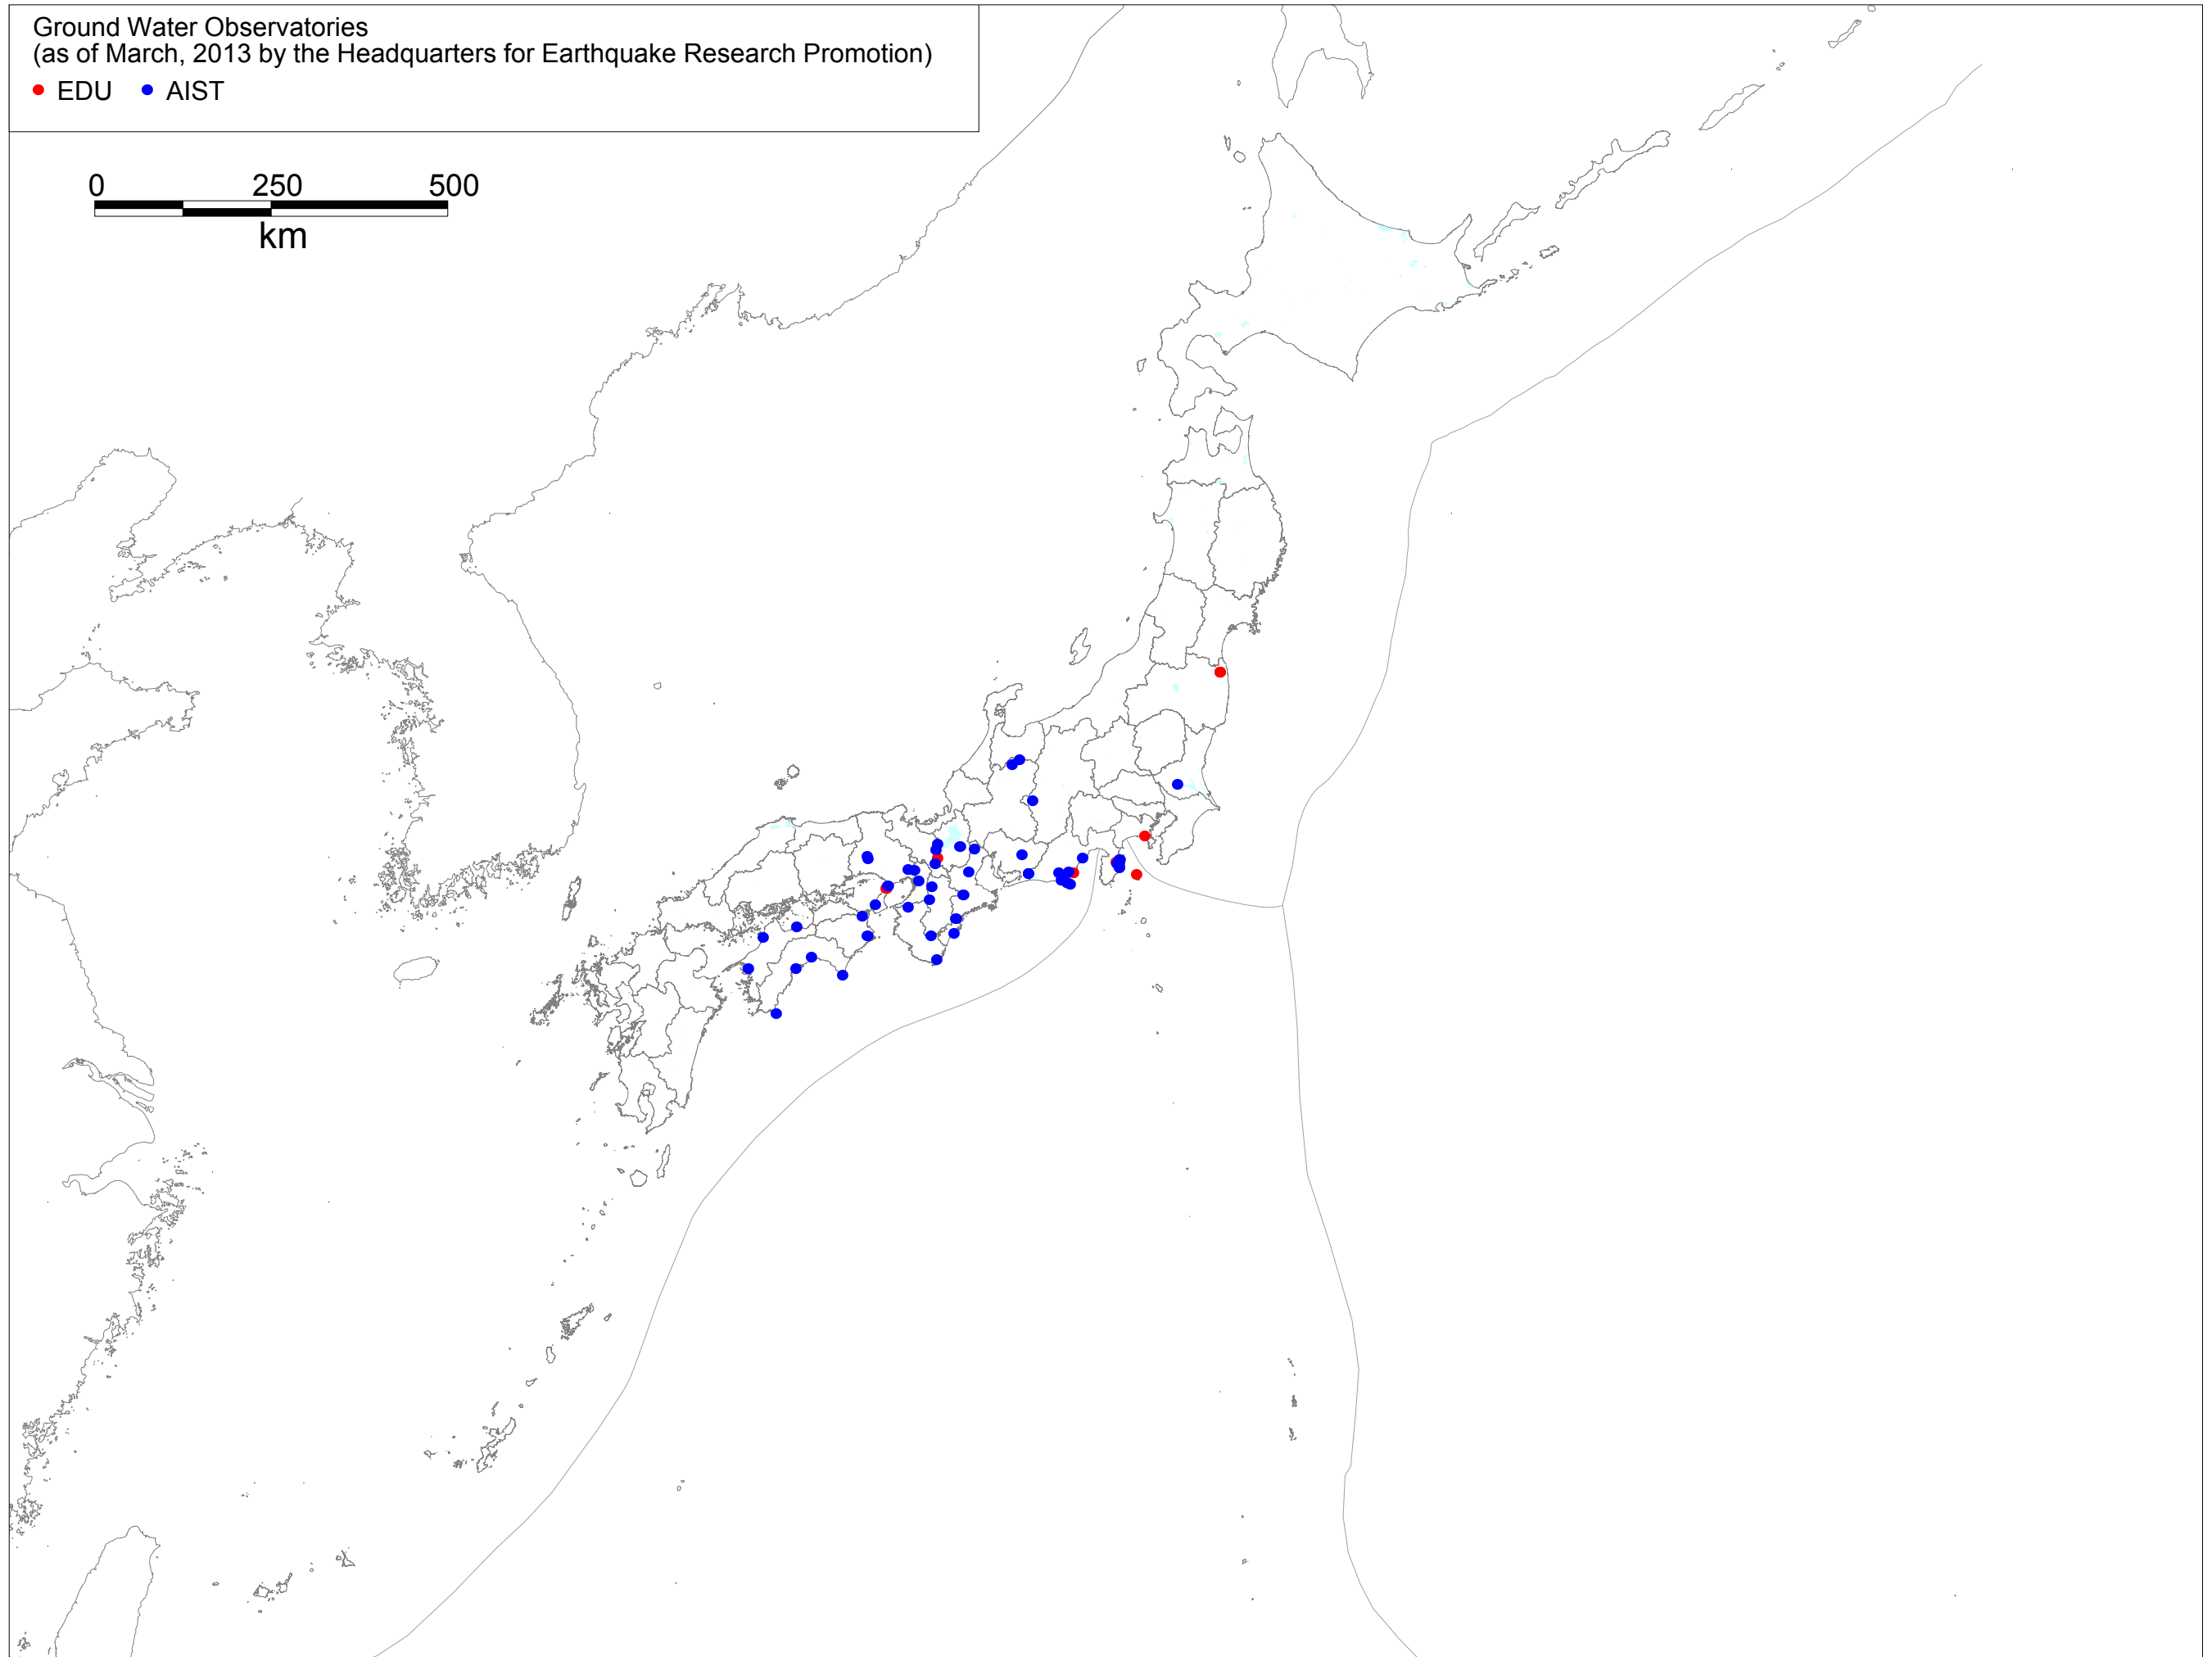 Ground Water Observatories
(as of March, 2013 by the Headquarters for Earthquake Research Promotion)
EDU AIST
0 250 500
km